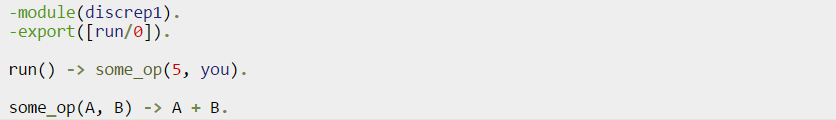 -module(discrep1).
-export([run/0]).
run() -> some_op(5, you).
some_op(A, B) -> A + B.